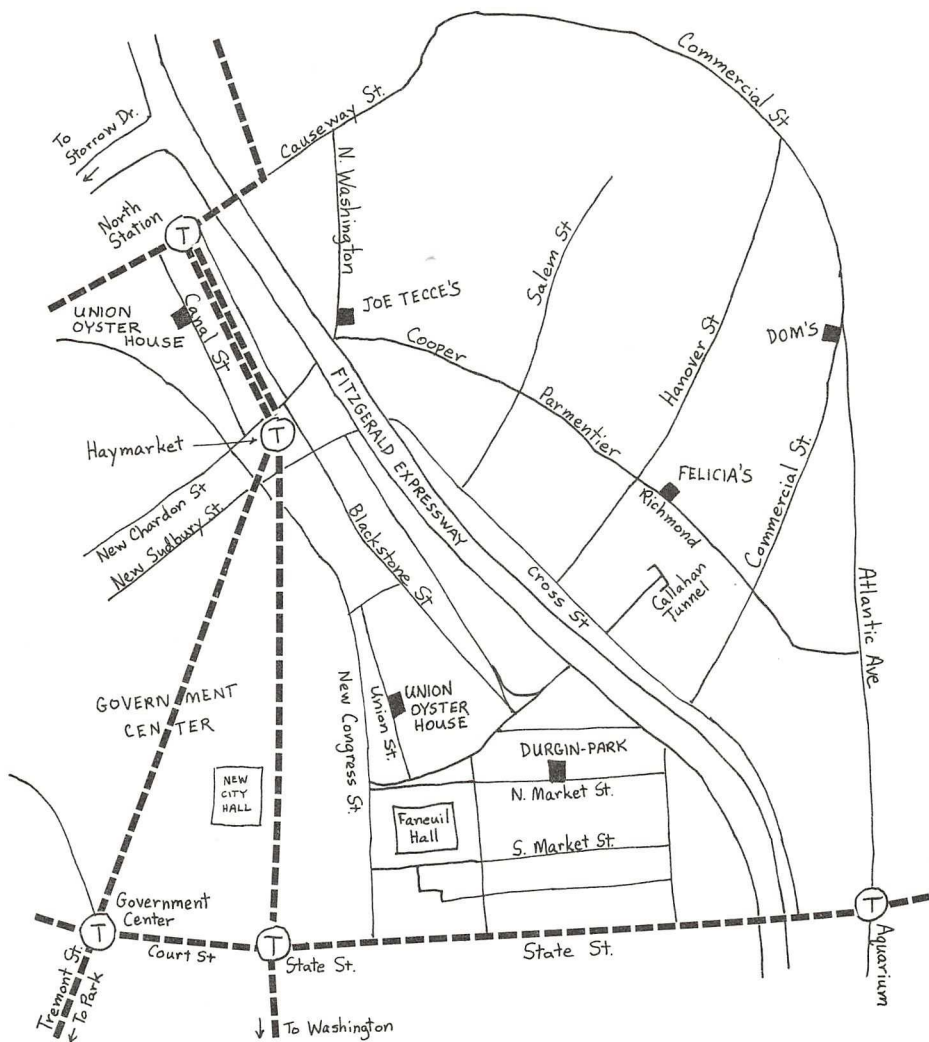 Commercial St
To
Storrow Dr.
←
Causeway St.
N. Washington
North
Station
T
Salem St
JOE TECCE'S
UNION
OYSTER
HOUSE
Canal St
Cooper
Hanover St
DOM'S
Parmentier
FITZGERALD EXPRESSWAY
T
Haymarket
FELICIA'S
Richmond
Commercial St.
New Chardon St
New Sudbury St.
Blackstone St
Cross St
Callahan
Tunnel
Atlantic Ave
GOVERNMENT
CENTER
New Congress St.
Union St.
UNION
OYSTER
HOUSE
DURGIN-PARK
NEW
CITY
HALL
N. Market St.
Faneuil
Hall
S. Market St.
Government
Center
T
Court St
T
State St.
State St.
T
Aquarium
Tremont St.
To Park
←
↓ To Washington